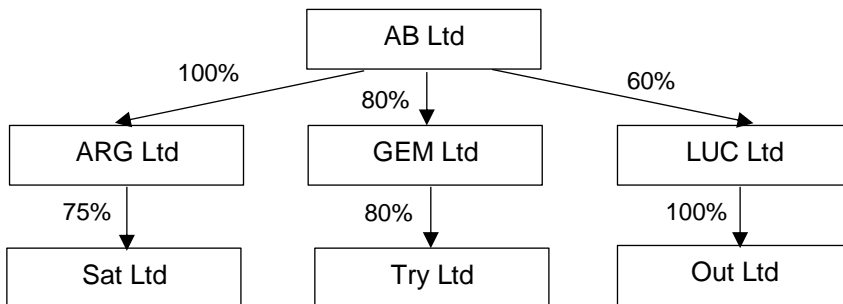 AB Ltd
100%
80%
60%
ARG Ltd
GEM Ltd
LUC Ltd
75%
80%
100%
Sat Ltd
Try Ltd
Out Ltd